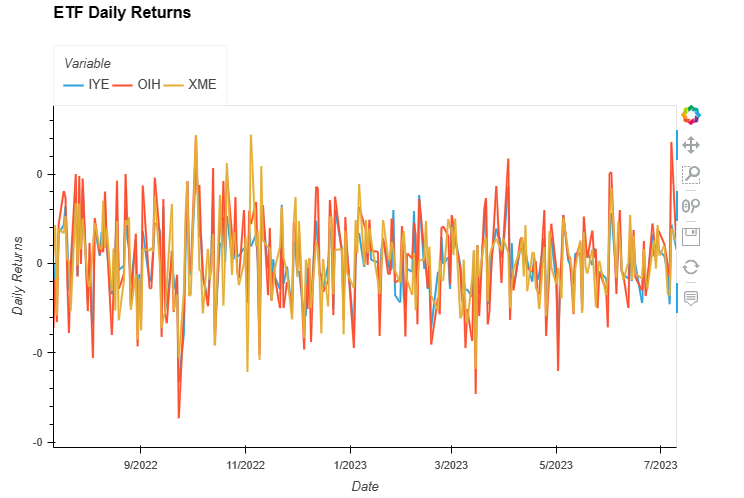 ETF Daily Returns
Variable
IYE OIH XME
Daily Returns
0
0
-0
-0
9/2022 11/2022 1/2023 3/2023 5/2023 7/2023
Date